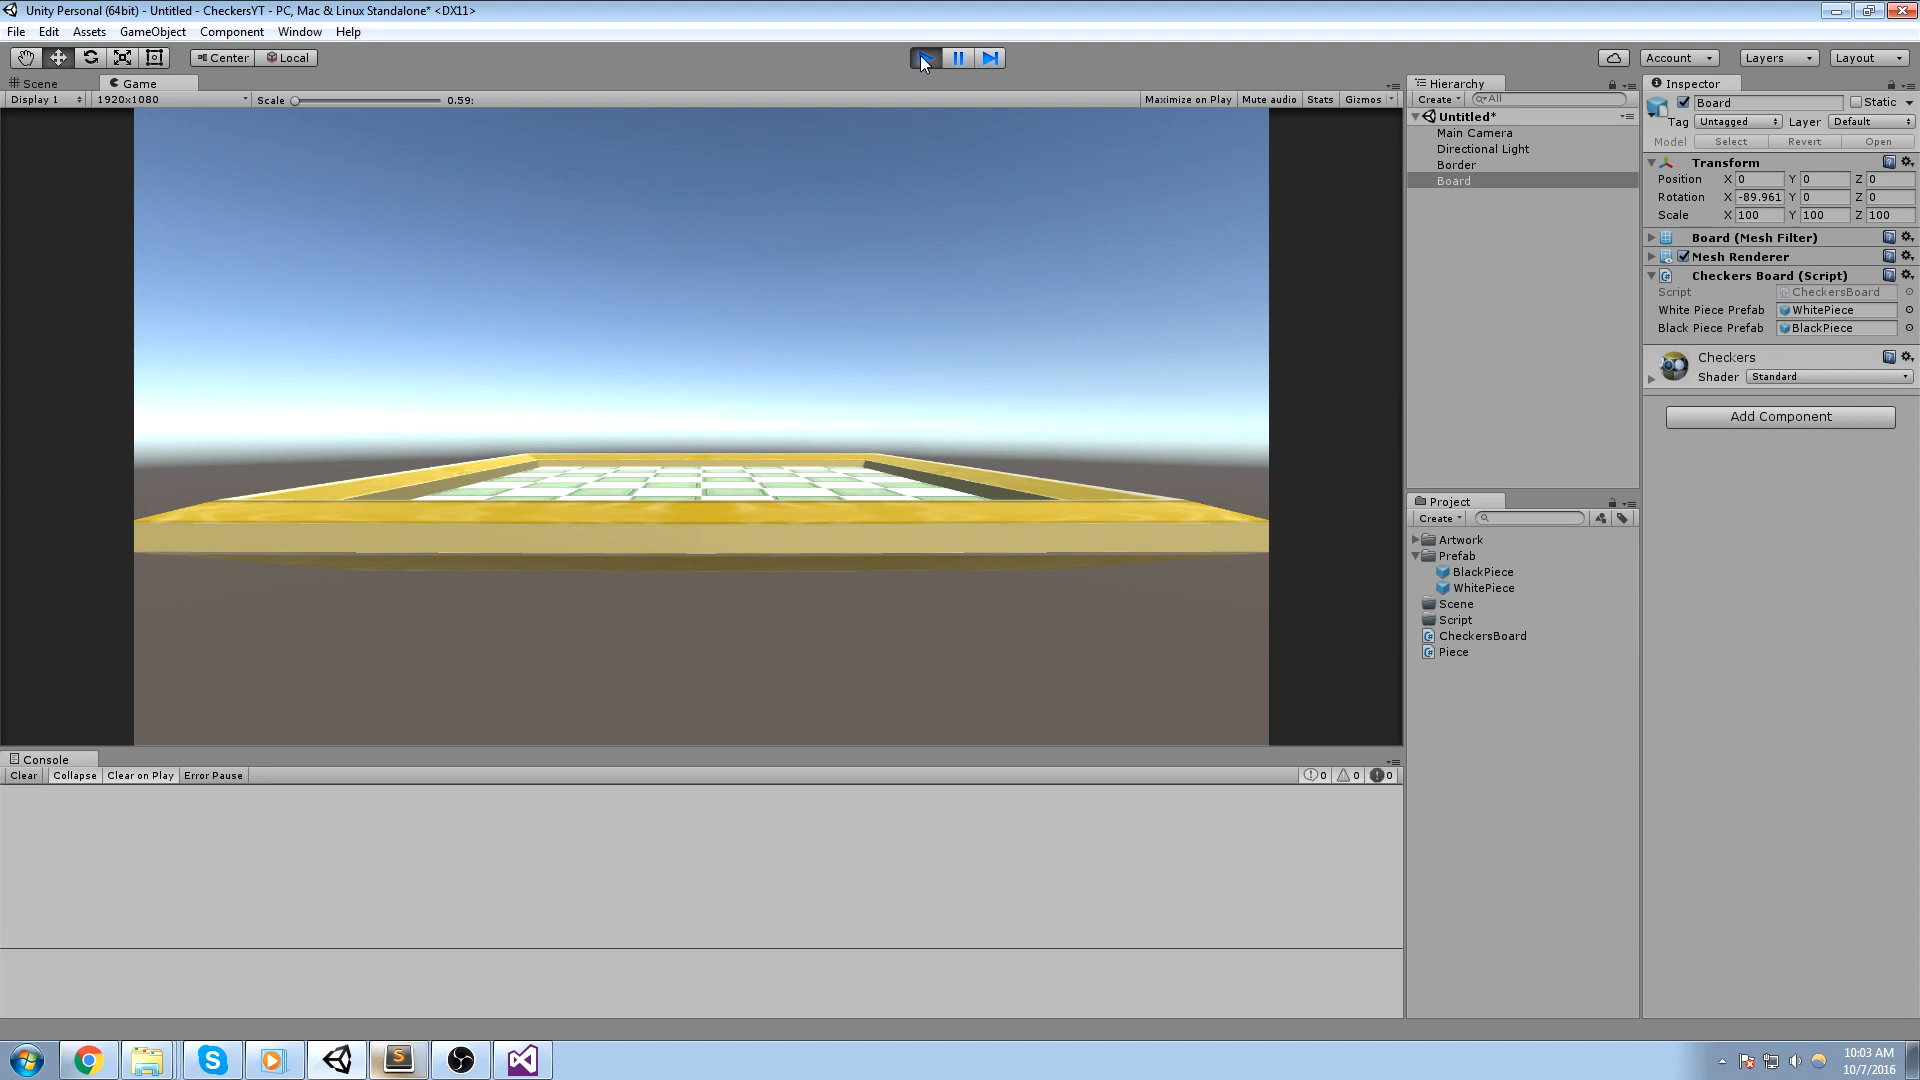 Unity Personal (64bit) - Untitled - CheckersYT - PC, Mac & Linux Standalone* <DX11>
File Edit Assets GameObject Component Window Help
Center Local
Account Layers Layout
Scene Game
Display 1 1920x1080 Scale 0.59:
Maximize on Play Mute audio Stats Gizmos
Hierarchy
Create All
Untitled*
Main Camera
Directional Light
Border
Board
Inspector
Board Static
Tag Untagged Layer Default
Model Select Revert Open
Transform
Position X 0 Y 0 Z 0
Rotation X -89.961 Y 0 Z 0
Scale X 100 Y 100 Z 100
Board (Mesh Filter)
Mesh Renderer
Checkers Board (Script)
Script CheckersBoard
White Piece Prefab WhitePiece
Black Piece Prefab BlackPiece
Checkers
Shader Standard
Add Component
Project
Create
Artwork
Prefab
BlackPiece
WhitePiece
Scene
Script
CheckersBoard
Piece
Console
Clear Collapse Clear on Play Error Pause
0 0 0
10:03 AM
10/7/2016